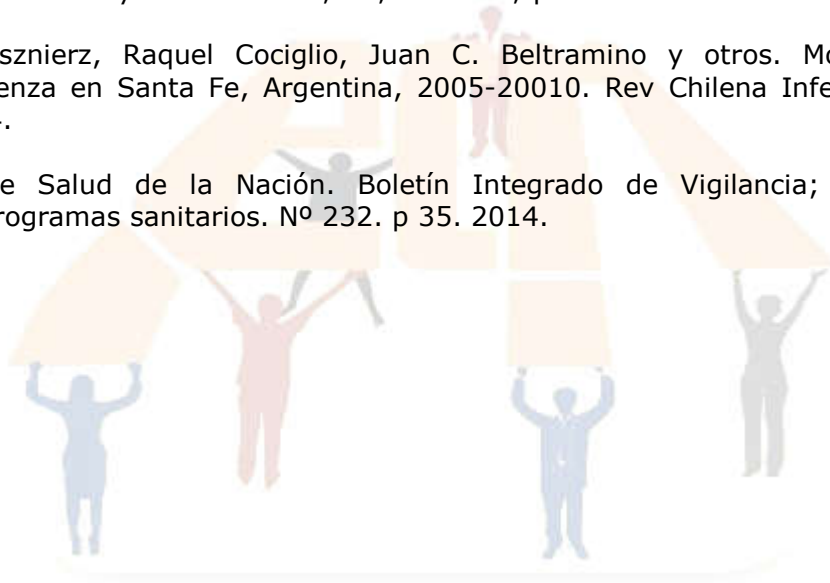 sznierz, Raquel Cociglio, Juan C. Beltramino y otros. Mo
enza en Santa Fe, Argentina, 2005-20010. Rev Chilena Infe
e Salud de la Nación. Boletín Integrado de Vigilancia;
rogramas sanitarios. Nº 232. p 35. 2014.